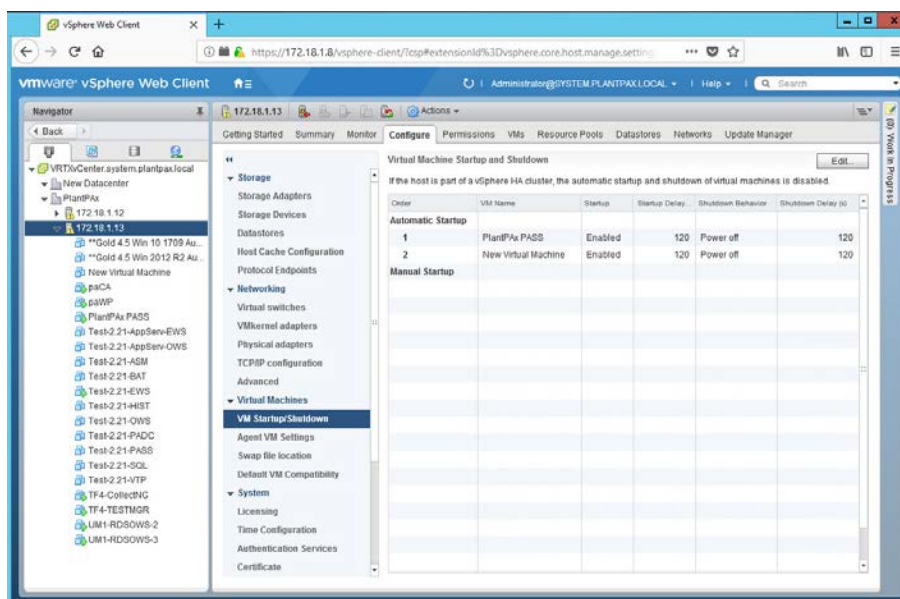 vSphere Web Client
https://172.18.1.8/vsphere-client/?csp#extensionId%3Dvsphere.core.host.manage.setting
vmware® vSphere Web Client
Administrator@SYSTEM.PLANTPAX.LOCAL
Help
Search
Navigator
Back
VRTXvCenter.system.plantpax.local
New Datacenter
PlantPAx
172.18.1.12
172.18.1.13
**Gold 4.5 Win 10 1709 Au...
**Gold 4.5 Win 2012 R2 Au...
New Virtual Machine
paCA
paWP
PlantPAx PASS
Test-2.21-AppServ-EWS
Test-2.21-AppServ-OWS
Test-2.21-ASM
Test-2.21-BAT
Test-2.21-EWS
Test-2.21-HIST
Test-2.21-OWS
Test-2.21-PADC
Test-2.21-PASS
Test-2.21-SQL
Test-2.21-VTP
TF4-CollectNG
TF4-TESTMGR
UM1-RDSOWS-2
UM1-RDSOWS-3
172.18.1.13
Actions
Getting Started Summary Monitor Configure Permissions VMs Resource Pools Datastores Networks Update Manager
Storage
Storage Adapters
Storage Devices
Datastores
Host Cache Configuration
Protocol Endpoints
Networking
Virtual switches
VMkernel adapters
Physical adapters
TCP/IP configuration
Advanced
Virtual Machines
VM Startup/Shutdown
Agent VM Settings
Swap file location
Default VM Compatibility
System
Licensing
Time Configuration
Authentication Services
Certificate
Virtual Machine Startup and Shutdown
Edit...
If the host is part of a vSphere HA cluster, the automatic startup and shutdown of virtual machines is disabled.
Order VM Name Startup Startup Delay... Shutdown Behavior Shutdown Delay (s)
Automatic Startup
1 PlantPAx PASS Enabled 120 Power off 120
2 New Virtual Machine Enabled 120 Power off 120
Manual Startup
(0) Work In Progress